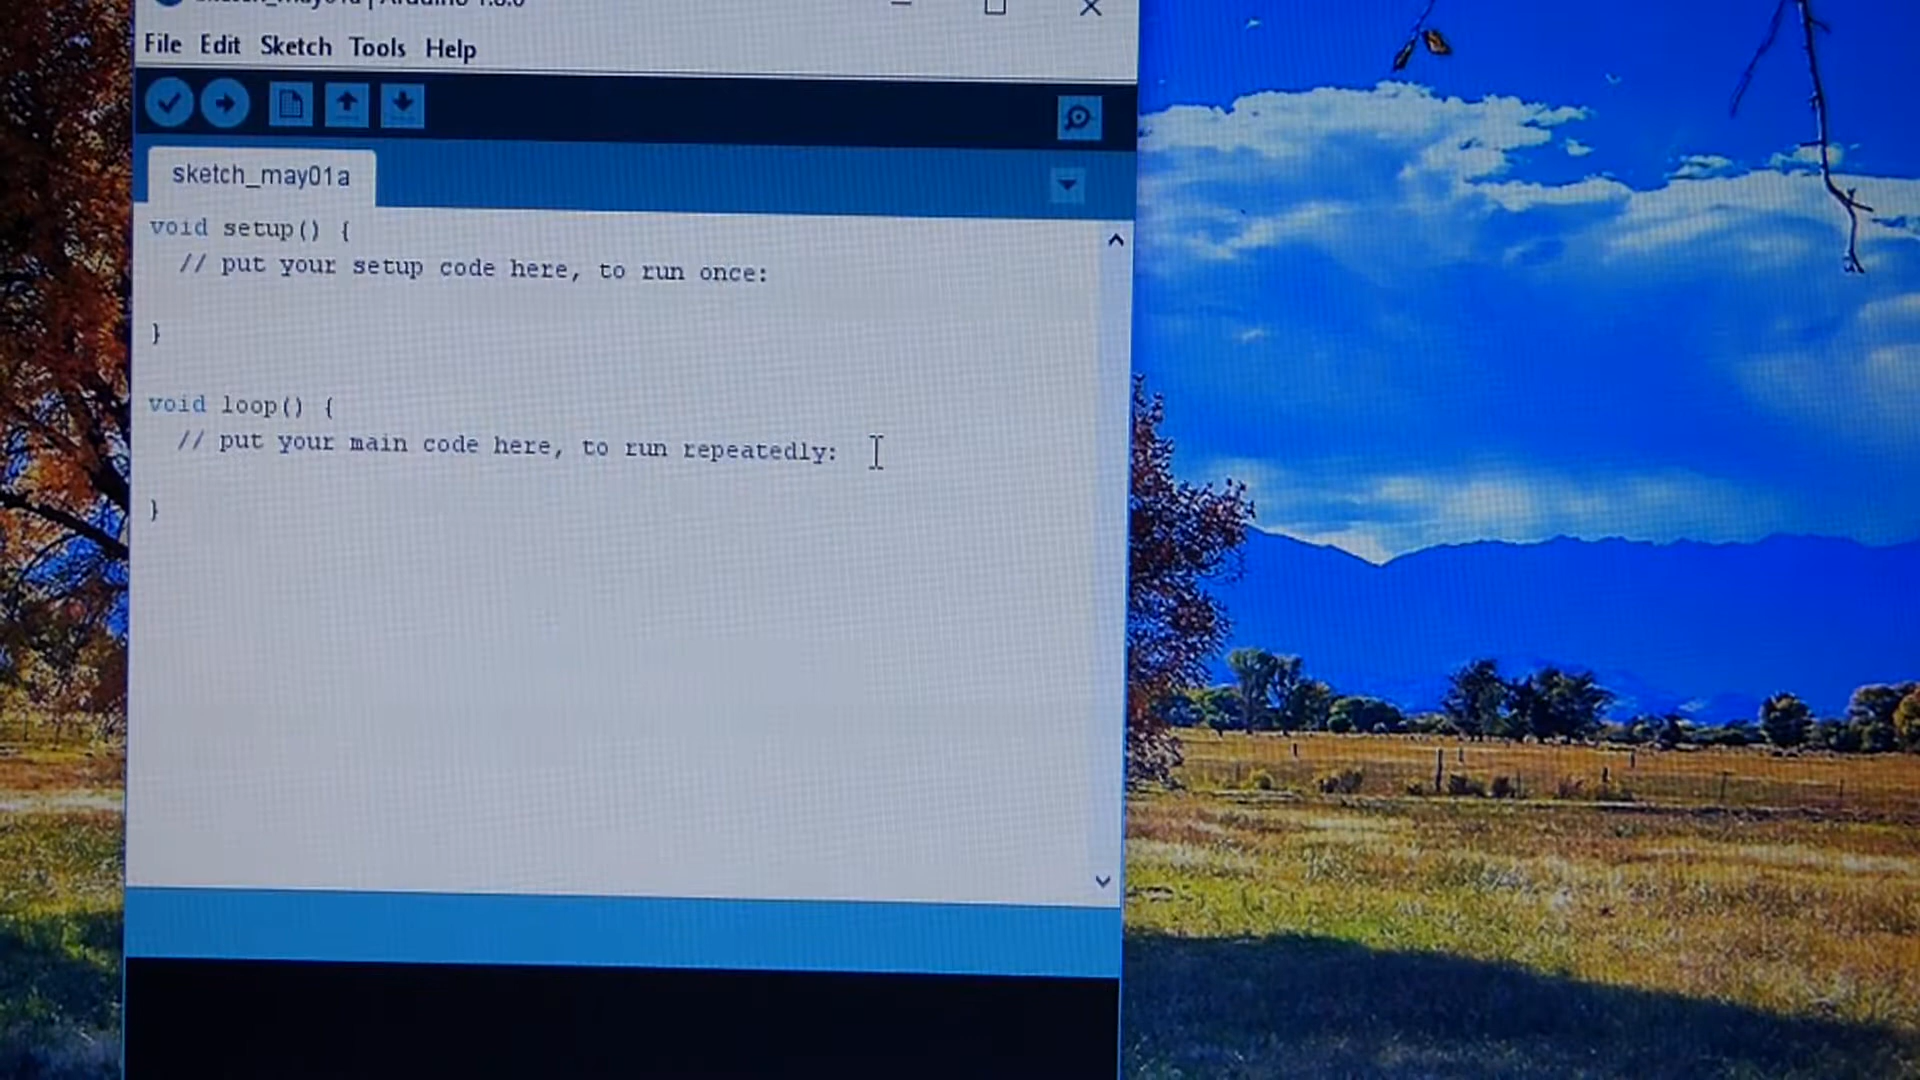 File Edit Sketch Tools Help
sketch_may01a
void setup() {
// put your setup code here, to run once:
}
void loop() {
// put your main code here, to run repeatedly:
}